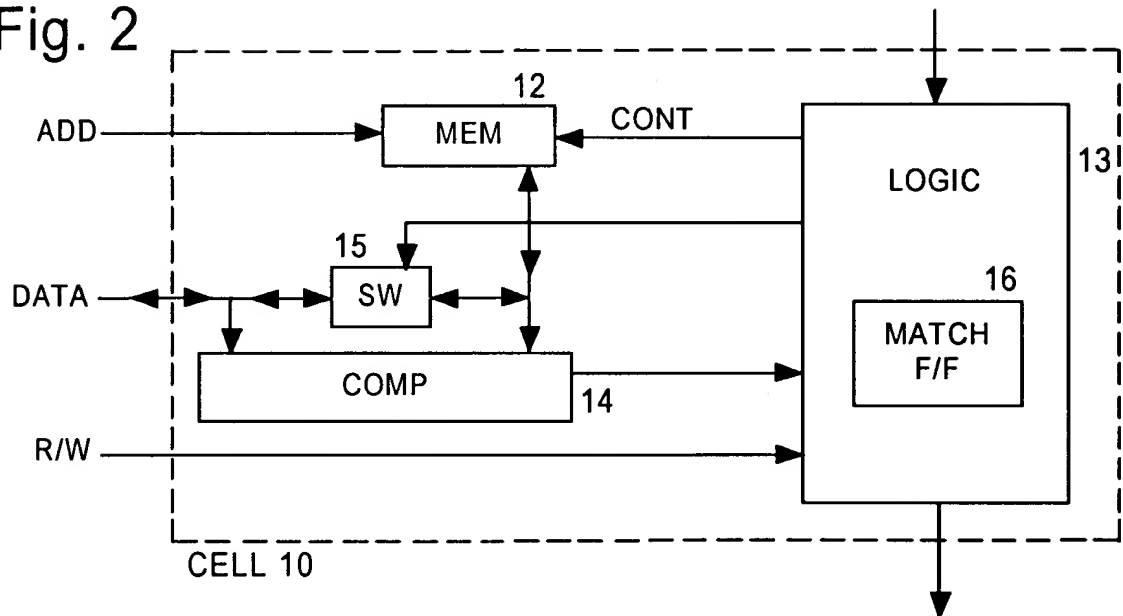 Fig. 2
12
ADD
MEM
CONT
13
LOGIC
15
DATA
SW
16
MATCH
F/F
COMP
14
R/W
CELL 10